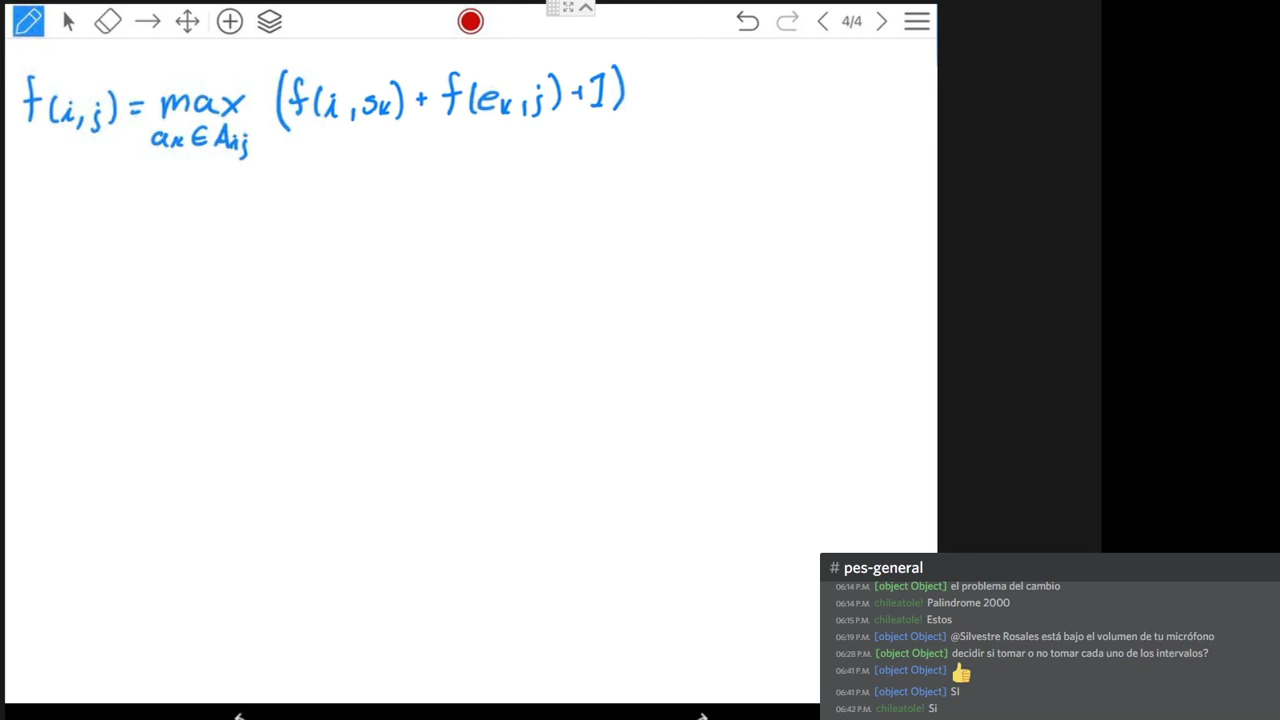 4/4
f(i,j) = max (f(i,sk) + f(ek,j) + 1)
ak ∈ Aij
# pes-general
06:14 P.M. [object Object] el problema del cambio
06:14 P.M. chileatole! Palindrome 2000
06:15 P.M. chileatole! Estos
06:19 P.M. [object Object] @Silvestre Rosales está bajo el volumen de tu micrófono
06:28 P.M. [object Object] decidir si tomar o no tomar cada uno de los intervalos?
06:41 P.M. [object Object] 👍
06:41 P.M. [object Object] SI
06:42 P.M. chileatole! Si